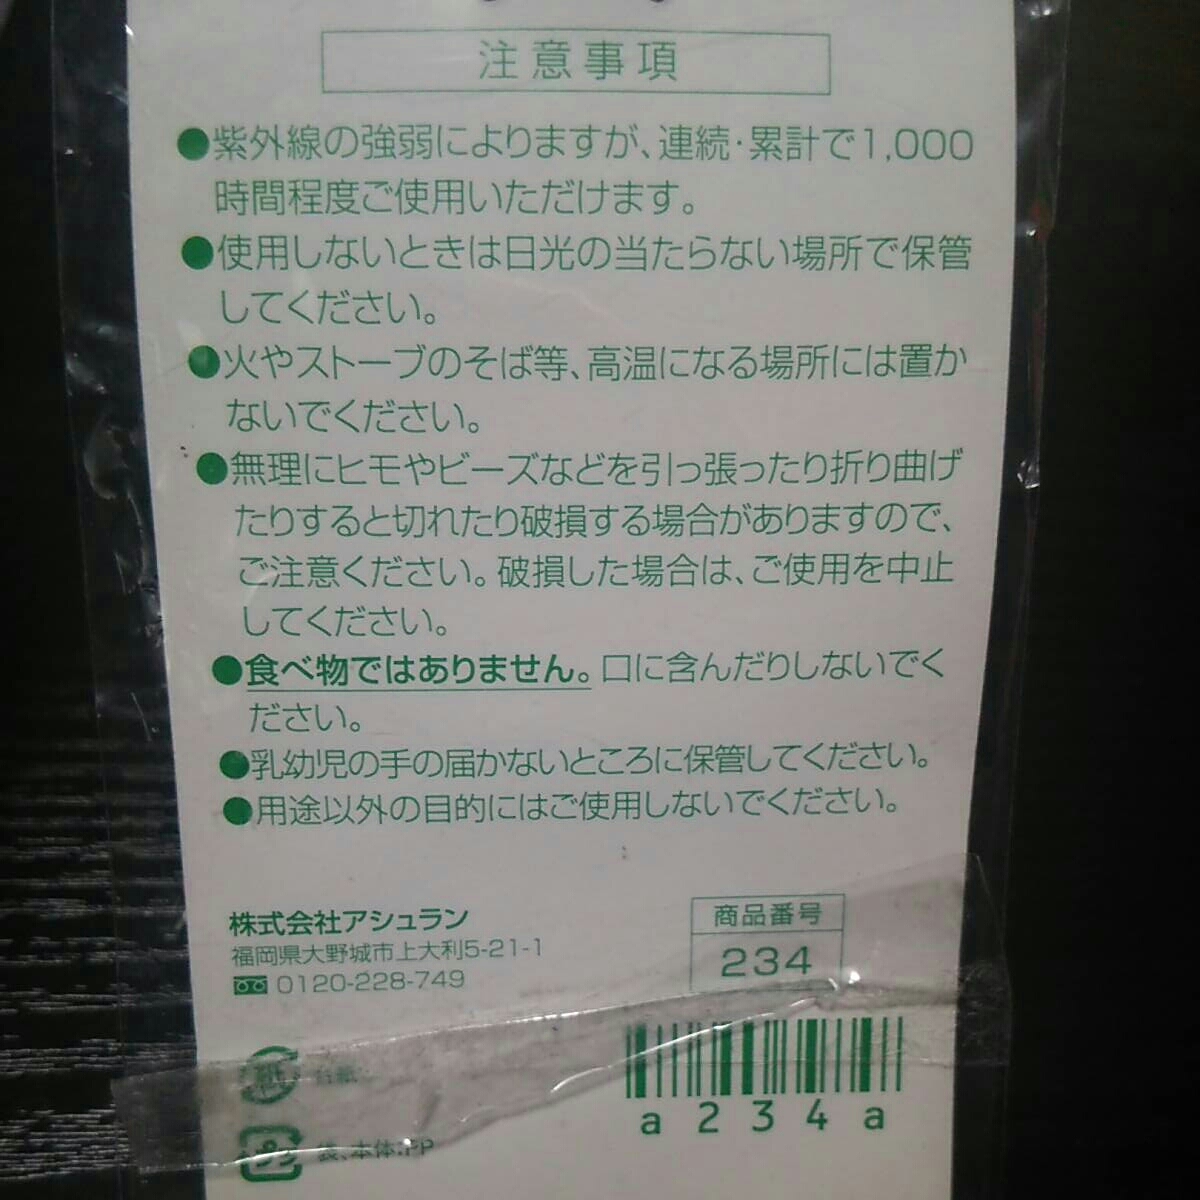 注意事項
●紫外線の強弱によりますが、連続・累計で1,000
時間程度ご使用いただけます。
●使用しないときは日光の当たらない場所で保管
してください。
●火やストーブのそば等、高温になる場所には置か
ないでください。
●無理にヒモやビーズなどを引っ張ったり折り曲げ
たりすると切れたり破損する場合がありますので、
ご注意ください。破損した場合は、ご使用を中止
してください。
●食べ物ではありません。口に含んだりしないでく
ださい。
●乳幼児の手の届かないところに保管してください。
●用途以外の目的にはご使用しないでください。
株式会社アシュラン
福岡県大野城市上大利5-21-1
0120-228-749
商品番号
234
紙 台紙
プラ 袋、本体:PP
a234a